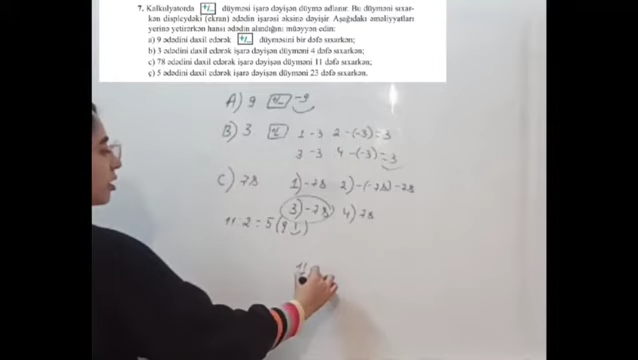 7. Kalkulyatorda +/– düyməsi işarə dəyişən düymə adlanır. Bu düyməni sıxar-
kən displeydəki (ekran) ədədin işarəsi əksinə dəyişir. Aşağıdakı əməliyyatları
yerinə yetirərkən hansı ədədin alındığını müəyyən edin:
a) 9 ədədini daxil edərək +/– düyməsini bir dəfə sıxarkən;
b) 3 ədədini daxil edərək işarə dəyişən düyməni 4 dəfə sıxarkən;
c) 78 ədədini daxil edərək işarə dəyişən düyməni 11 dəfə sıxarkən;
ç) 5 ədədini daxil edərək işarə dəyişən düyməni 23 dəfə sıxarkən.
A) 9 +/- -9
B) 3 +/- 1 -3 2 -(-3)=3
3 -3 4 -(-3)=3
C) 78 1) -78 2) -(-78) -78
3) -78 4) 78
11:2=5(q 1)
11